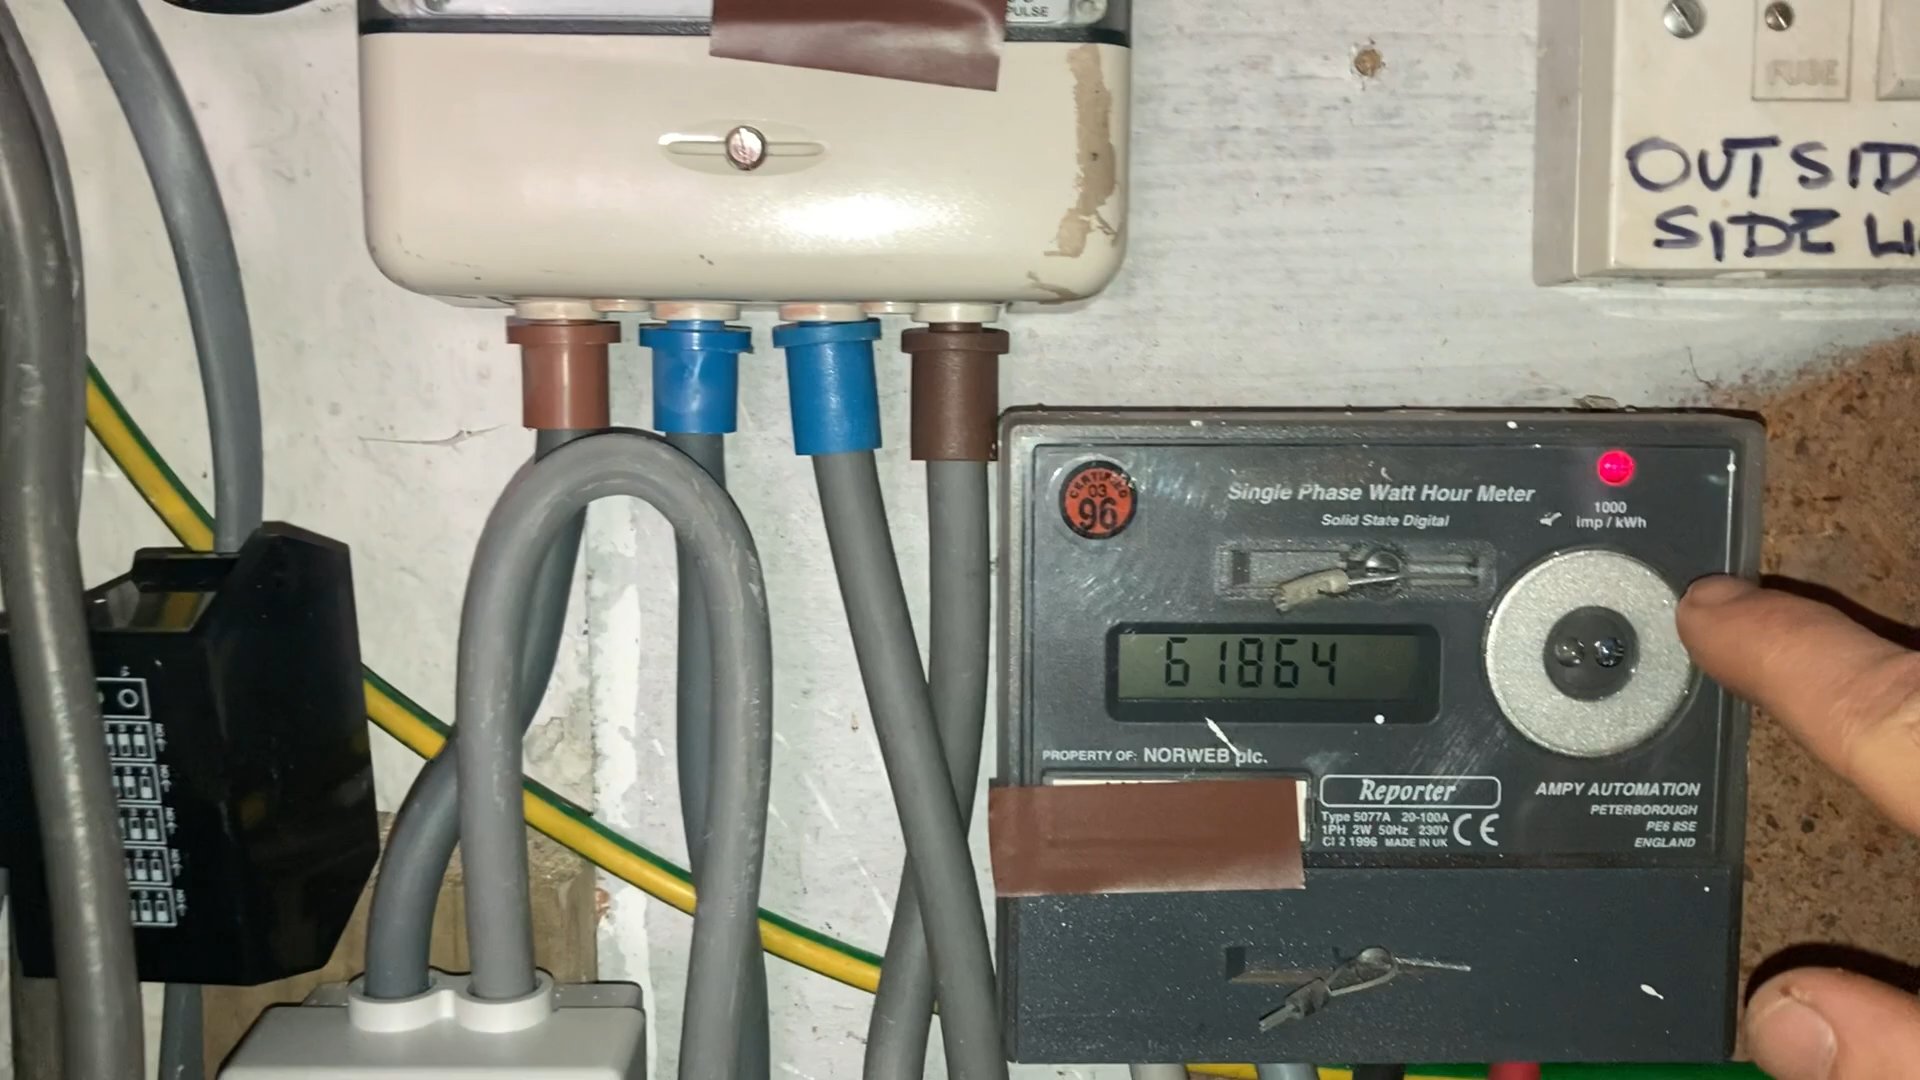 PULSE
FUSE
OUTSID
SIDE LI
CERTIFIED
03
96
Single Phase Watt Hour Meter
Solid State Digital
1000
imp / kWh
61864
PROPERTY OF: NORWEB plc.
Reporter
Type 5077A 20-100A
1PH 2W 50Hz 230V
Cl 2 1996 MADE IN UK
CE
AMPY AUTOMATION
PETERBOROUGH
PE6 8SE
ENGLAND